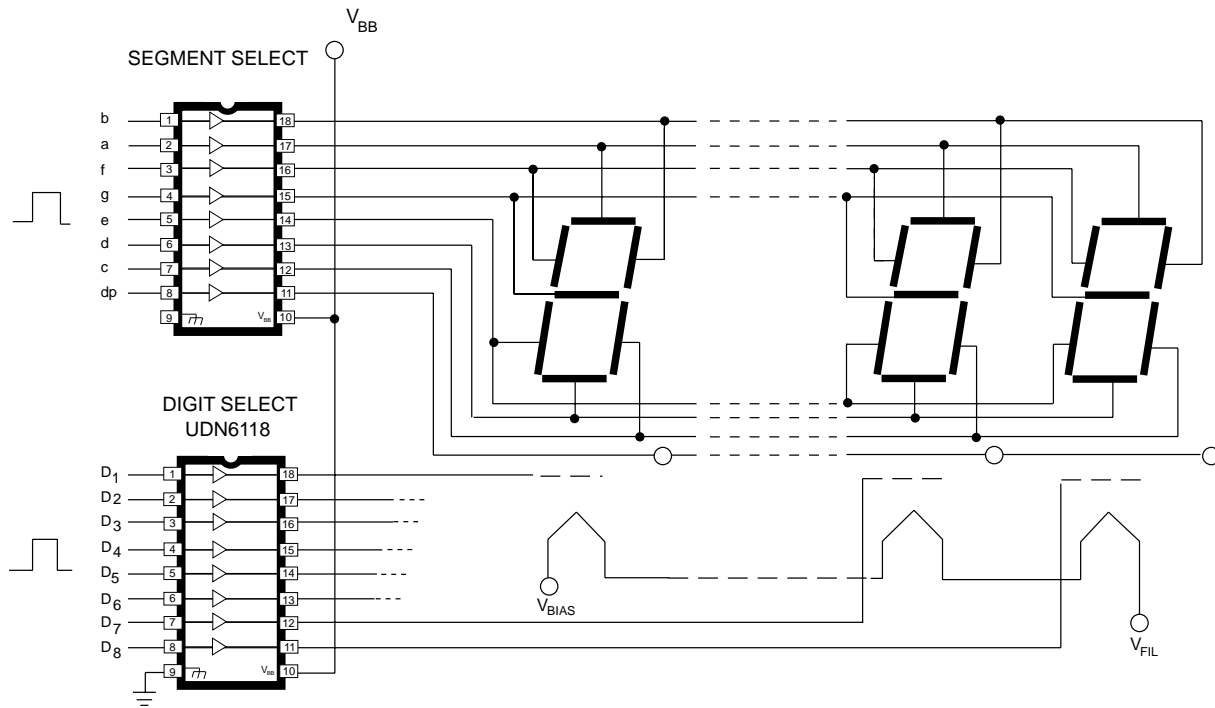 V_BB
SEGMENT SELECT
b 1 18
a 2 17
f 3 16
g 4 15
e 5 14
d 6 13
c 7 12
dp 8 11
9 V_BB 10
DIGIT SELECT
UDN6118
D_1 1 18
D_2 2 17
D_3 3 16
D_4 4 15
D_5 5 14
D_6 6 13
D_7 7 12
D_8 8 11
9 V_BB 10
V_BIAS
V_FIL